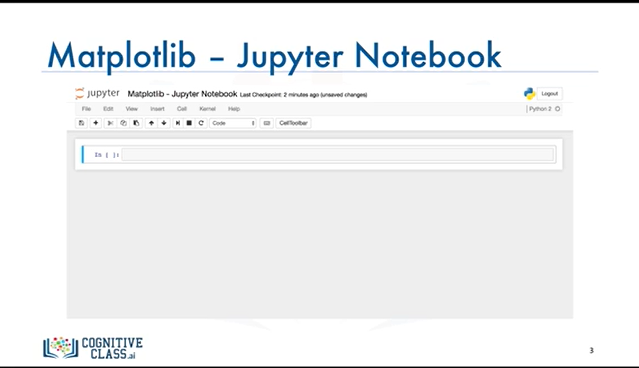 Matplotlib – Jupyter Notebook
jupyter Matplotlib - Jupyter Notebook Last Checkpoint: 2 minutes ago (unsaved changes) Logout
File Edit View Insert Cell Kernel Help Python 2
Code CellToolbar
In [ ]:
COGNITIVE
CLASS.ai
3